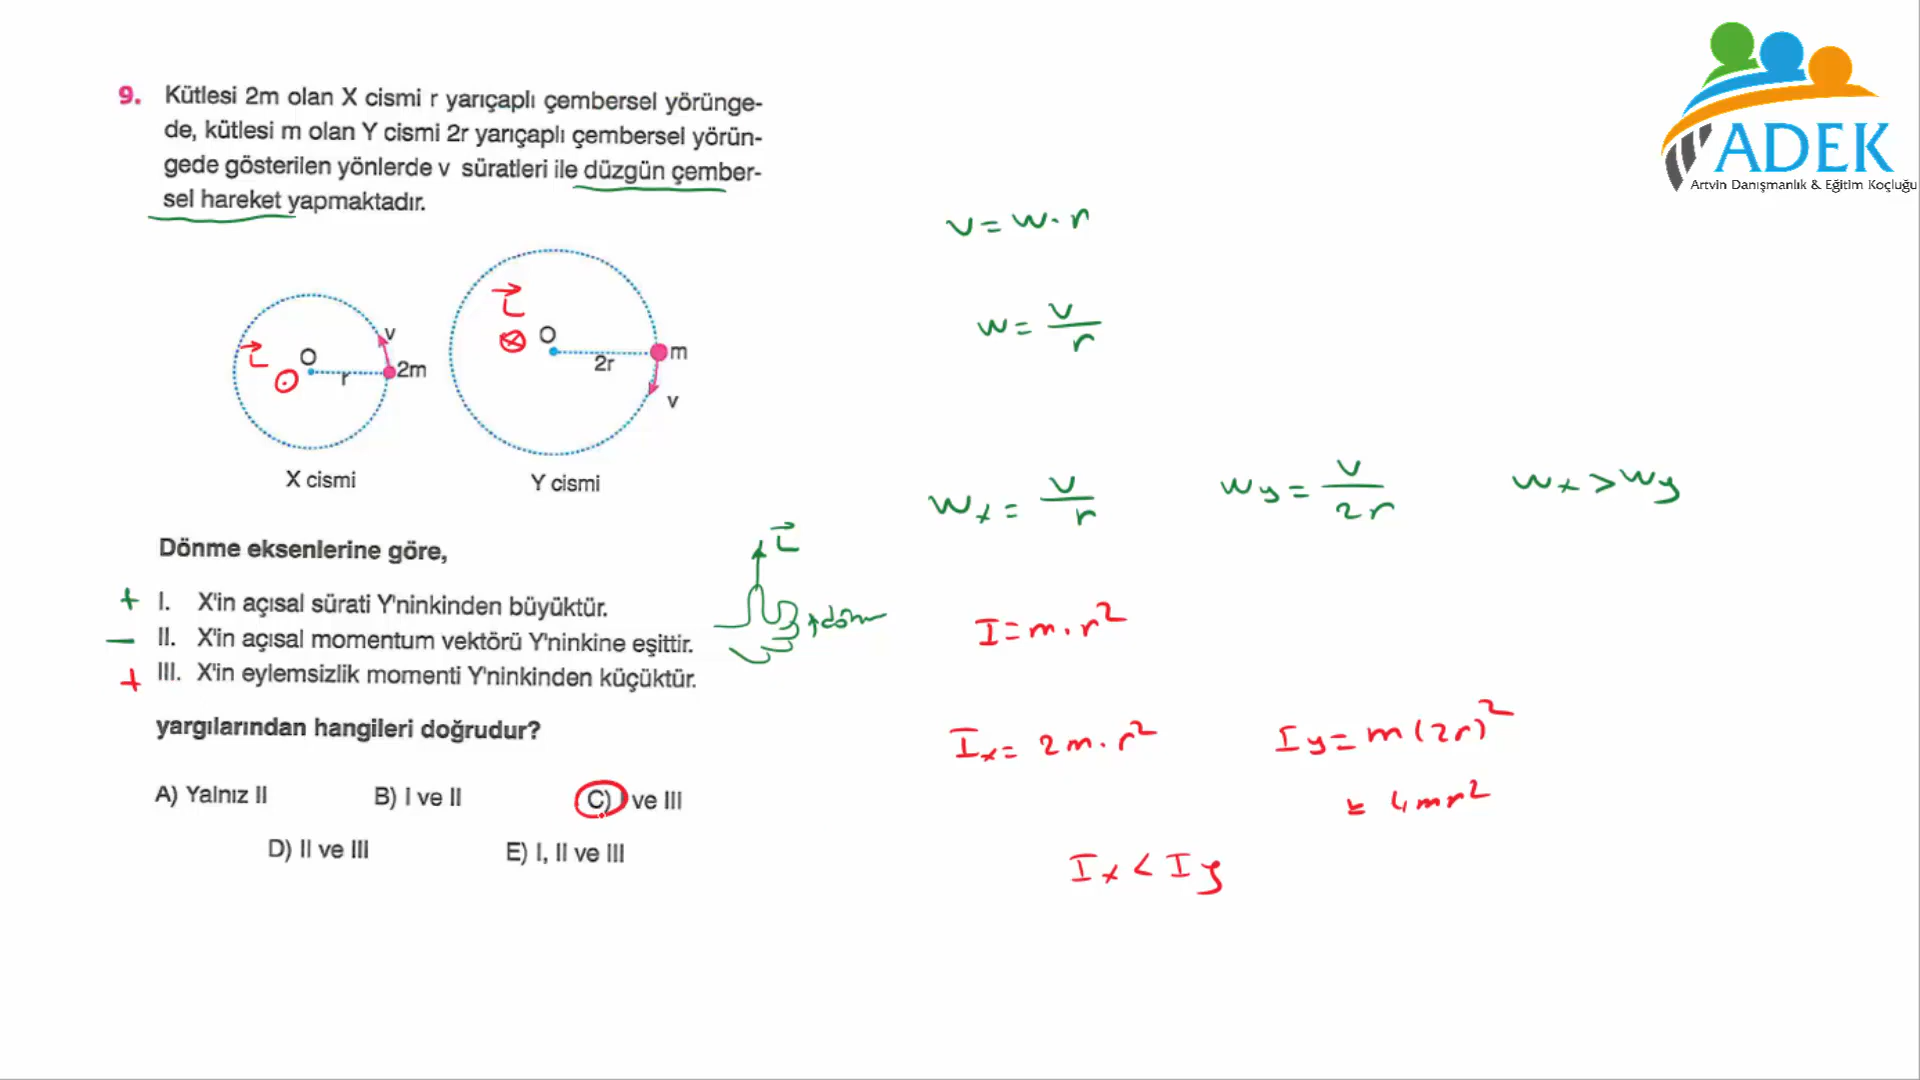 9. Kütlesi 2m olan X cismi r yarıçaplı çembersel yörünge-
de, kütlesi m olan Y cismi 2r yarıçaplı çembersel yörün-
gede gösterilen yönlerde v süratleri ile düzgün çember-
sel hareket yapmaktadır.
L
O
r
v
2m
X cismi
L
O
2r
m
v
Y cismi
Dönme eksenlerine göre,
+ I. X'in açısal sürati Y'ninkinden büyüktür.
− II. X'in açısal momentum vektörü Y'ninkine eşittir.
+ III. X'in eylemsizlik momenti Y'ninkinden küçüktür.
yargılarından hangileri doğrudur?
A) Yalnız II B) I ve II C) I ve III
D) II ve III E) I, II ve III
L
v = w · r
w = v/r
wx = v/r wy = v/2r wx > wy
I = m · r²
Ix = 2m · r² Iy = m(2r)²
= 4mr²
Ix < Iy
ADEK
Artvin Danışmanlık & Eğitim Koçluğu